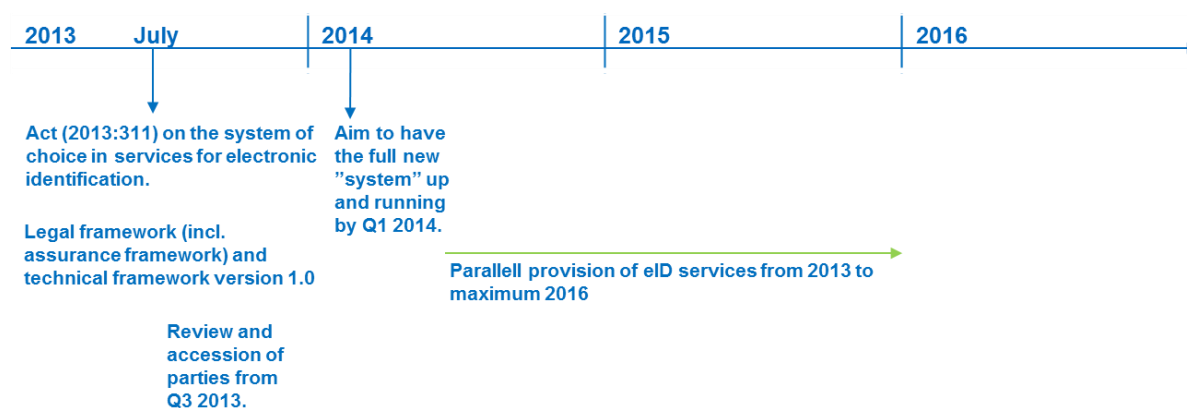 2013 July 2014 2015 2016
Act (2013:311) on the system of
choice in services for electronic
identification.
Legal framework (incl.
assurance framework) and
technical framework version 1.0
Review and
accession of
parties from
Q3 2013.
Aim to have
the full new
”system” up
and running
by Q1 2014.
Parallell provision of eID services from 2013 to
maximum 2016